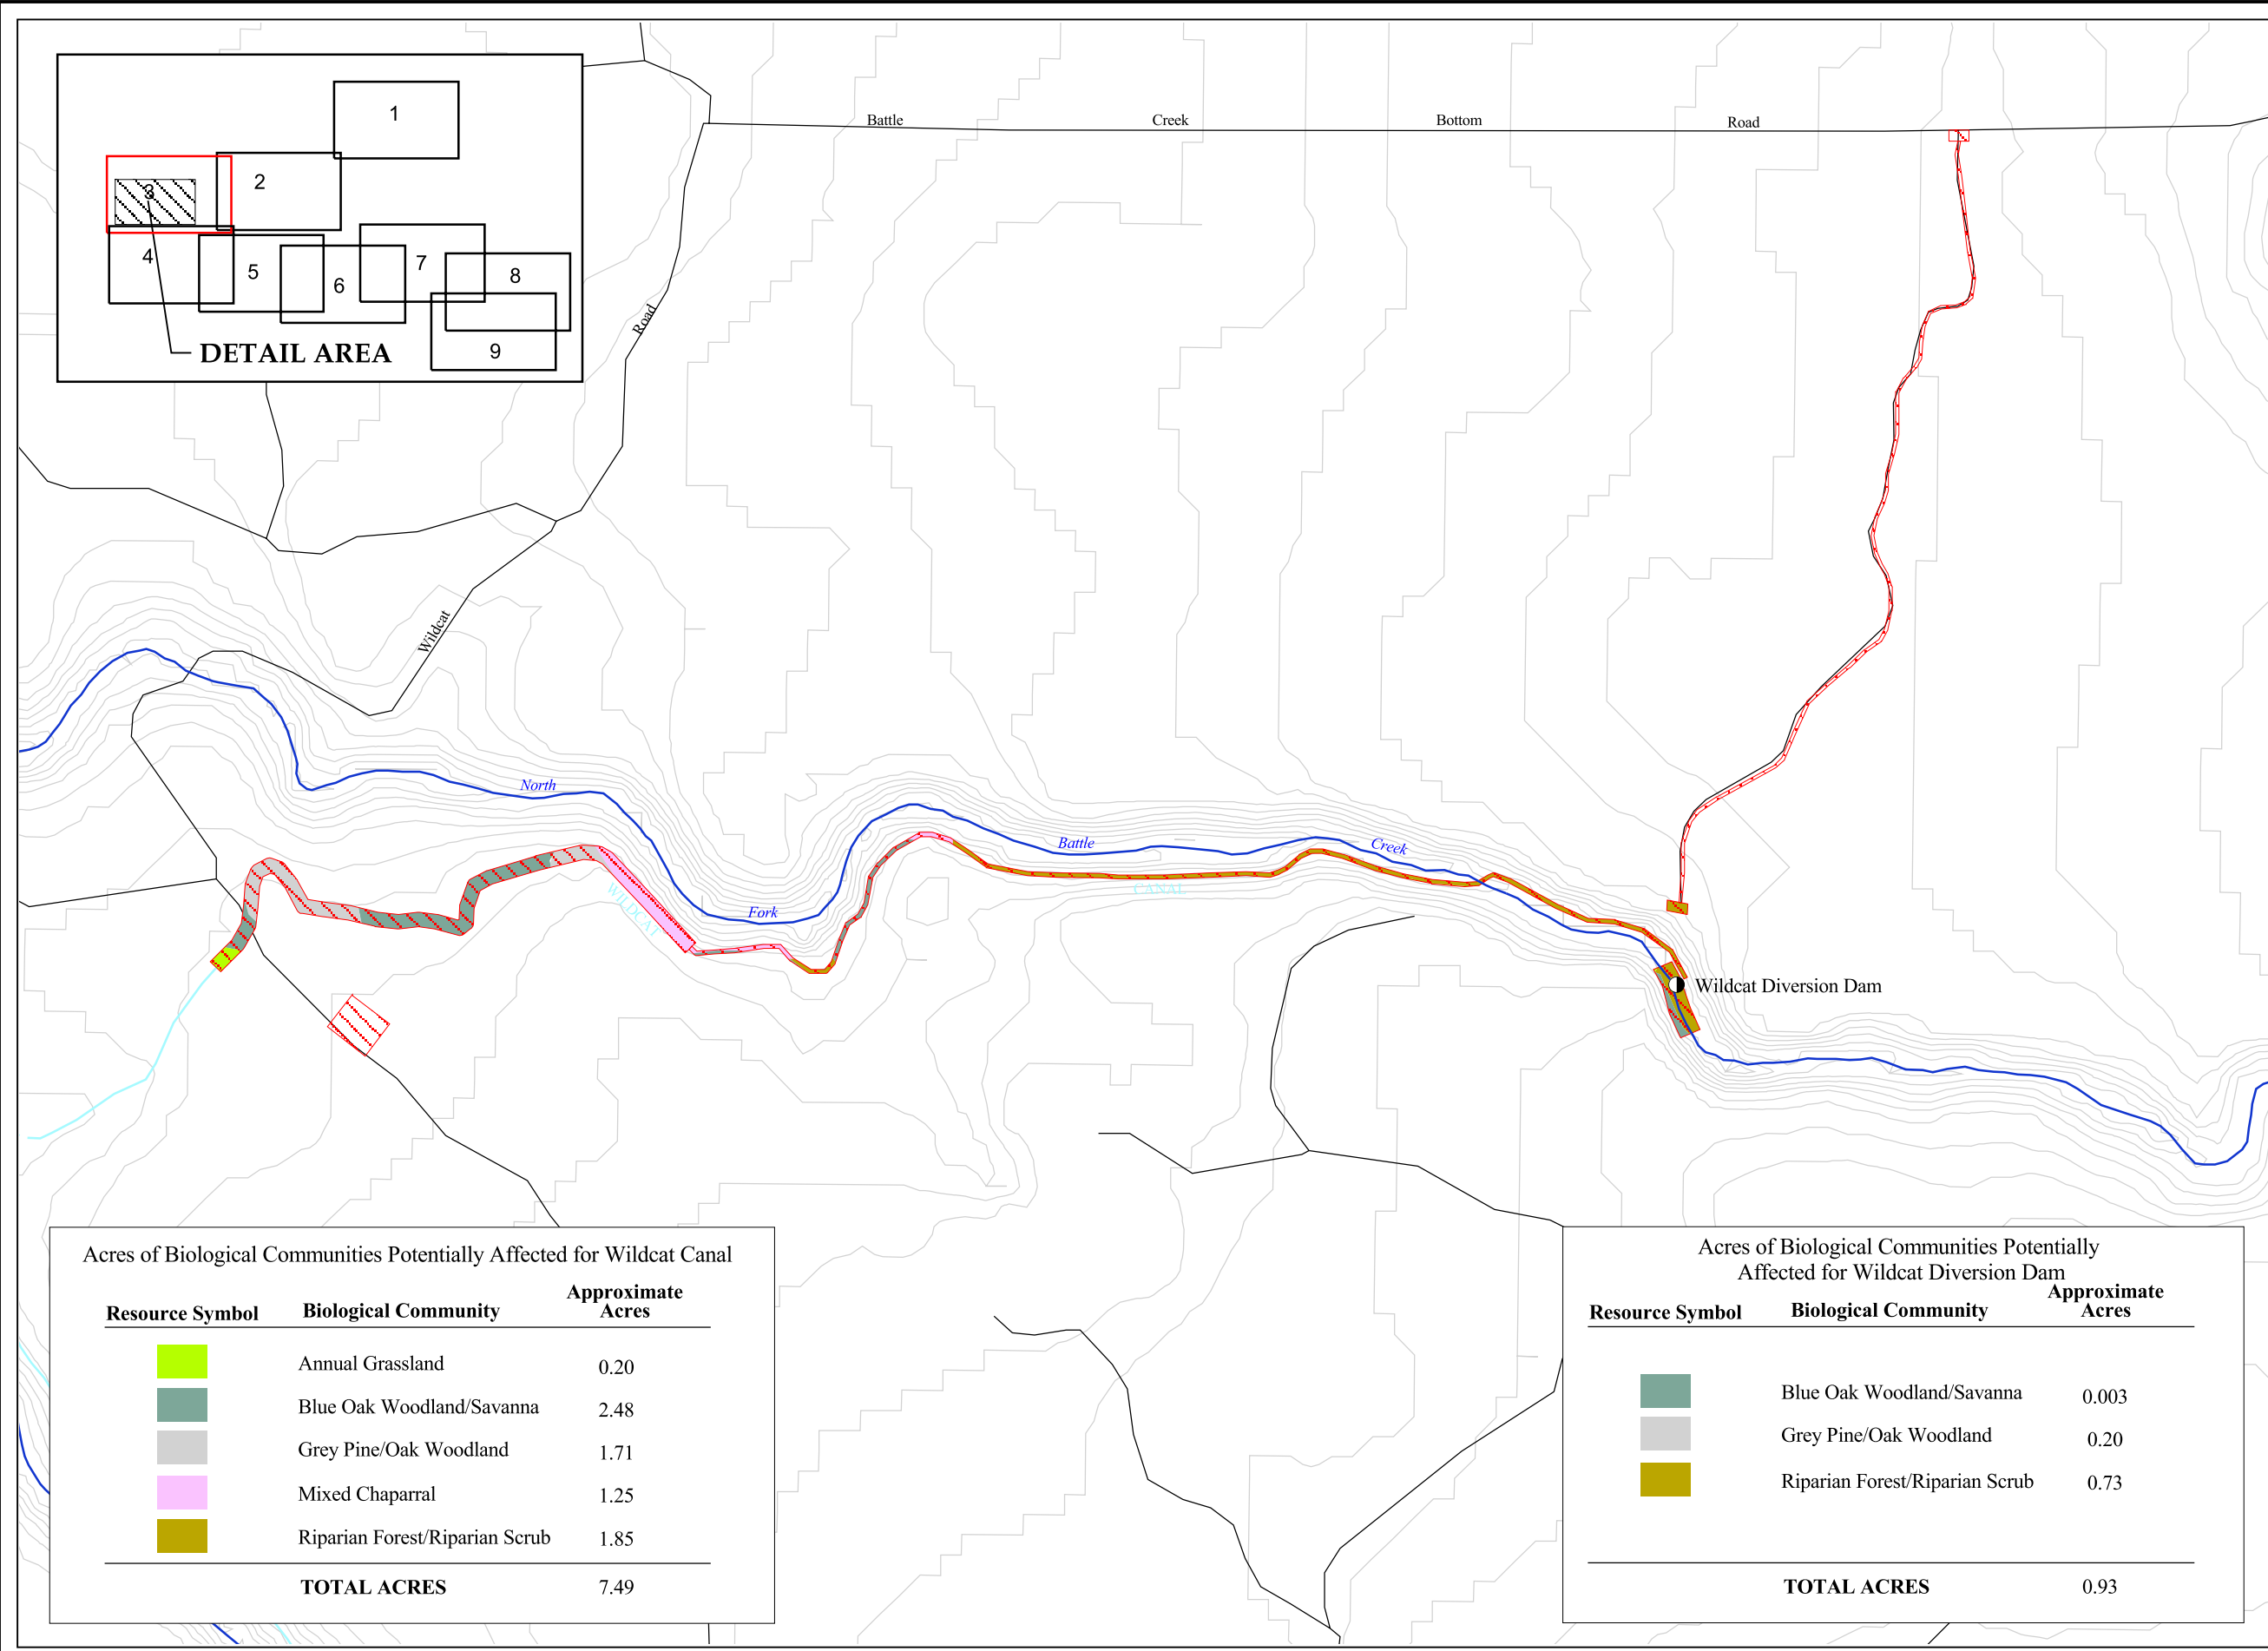 1
2
3
4
5
6
7
8
9
DETAIL AREA
Battle Creek Bottom Road
Road
Wildcat
North
Fork
Battle
Creek
WILDCAT
CANAL
Wildcat Diversion Dam
Acres of Biological Communities Potentially Affected for Wildcat Canal
Resource Symbol Biological Community Approximate Acres
Annual Grassland 0.20
Blue Oak Woodland/Savanna 2.48
Grey Pine/Oak Woodland 1.71
Mixed Chaparral 1.25
Riparian Forest/Riparian Scrub 1.85
TOTAL ACRES 7.49
Acres of Biological Communities Potentially
Affected for Wildcat Diversion Dam
Resource Symbol Biological Community Approximate Acres
Blue Oak Woodland/Savanna 0.003
Grey Pine/Oak Woodland 0.20
Riparian Forest/Riparian Scrub 0.73
TOTAL ACRES 0.93